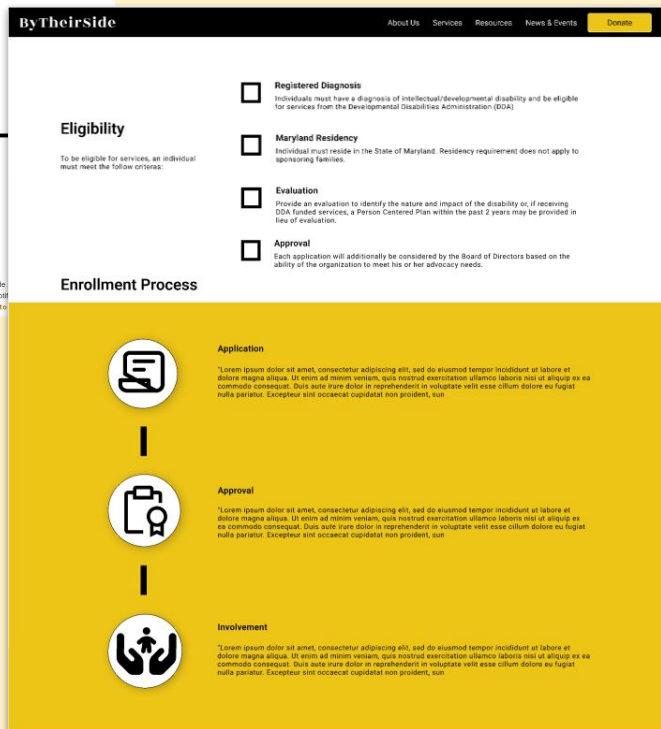 ByTheirSide
About Us Services Resources News & Events Donate
Eligibility
To be eligible for services, an individual
must meet the follow criteras:
Registered Diagnosis
Individuals must have a diagnosis of intellectual/developmental disability and be eligible
for services from the Developmental Disabilities Administration (DDA)
Maryland Residency
Individual must reside in the State of Maryland. Residency requirement does not apply to
sponsoring families.
Evaluation
Provide an evaluation to identify the nature and impact of the disability or, if receiving
DDA funded services, a Person Centered Plan within the past 2 years may be provided in
lieu of evaluation.
Approval
Each application will additionally be considered by the Board of Directors based on the
ability of the organization to meet his or her advocacy needs.
Enrollment Process
Application
"Lorem ipsum dolor sit amet, consectetur adipiscing elit, sed do eiusmod tempor incididunt ut labore et
dolore magna aliqua. Ut enim ad minim veniam, quis nostrud exercitation ullamco laboris nisi ut aliquip ex ea
commodo consequat. Duis aute irure dolor in reprehenderit in voluptate velit esse cillum dolore eu fugiat
nulla pariatur. Excepteur sint occaecat cupidatat non proident, sun
Approval
"Lorem ipsum dolor sit amet, consectetur adipiscing elit, sed do eiusmod tempor incididunt ut labore et
dolore magna aliqua. Ut enim ad minim veniam, quis nostrud exercitation ullamco laboris nisi ut aliquip ex
ea commodo consequat. Duis aute irure dolor in reprehenderit in voluptate velit esse cillum dolore eu fugiat
nulla pariatur. Excepteur sint occaecat cupidatat non proident, sun
Involvement
"Lorem ipsum dolor sit amet, consectetur adipiscing elit, sed do eiusmod tempor incididunt ut labore et
dolore magna aliqua. Ut enim ad minim veniam, quis nostrud exercitation ullamco laboris nisi ut aliquip ex ea
commodo consequat. Duis aute irure dolor in reprehenderit in voluptate velit esse cillum dolore eu fugiat
nulla pariatur. Excepteur sint occaecat cupidatat non proident, sun